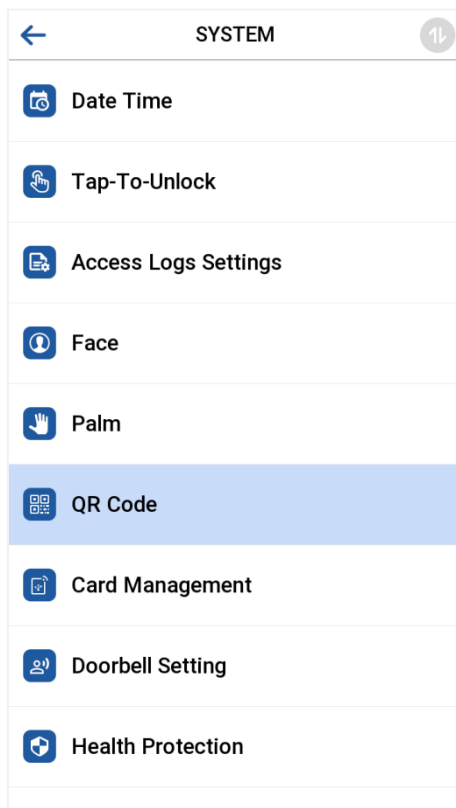 SYSTEM
Date Time
Tap-To-Unlock
Access Logs Settings
Face
Palm
QR Code
Card Management
Doorbell Setting
Health Protection